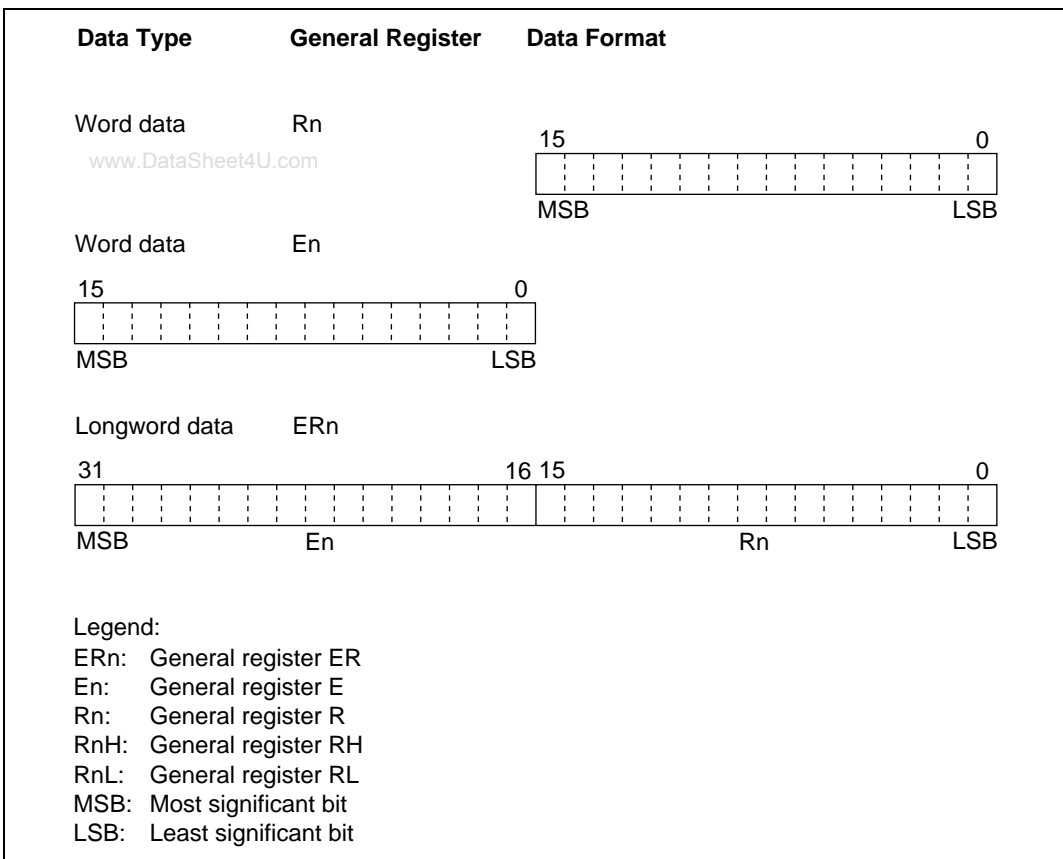 Data Type General Register Data Format
Word data Rn
www.DataSheet4U.com
15 0
MSB LSB
Word data En
15 0
MSB LSB
Longword data ERn
31 16 15 0
MSB En Rn LSB
Legend:
ERn: General register ER
En: General register E
Rn: General register R
RnH: General register RH
RnL: General register RL
MSB: Most significant bit
LSB: Least significant bit